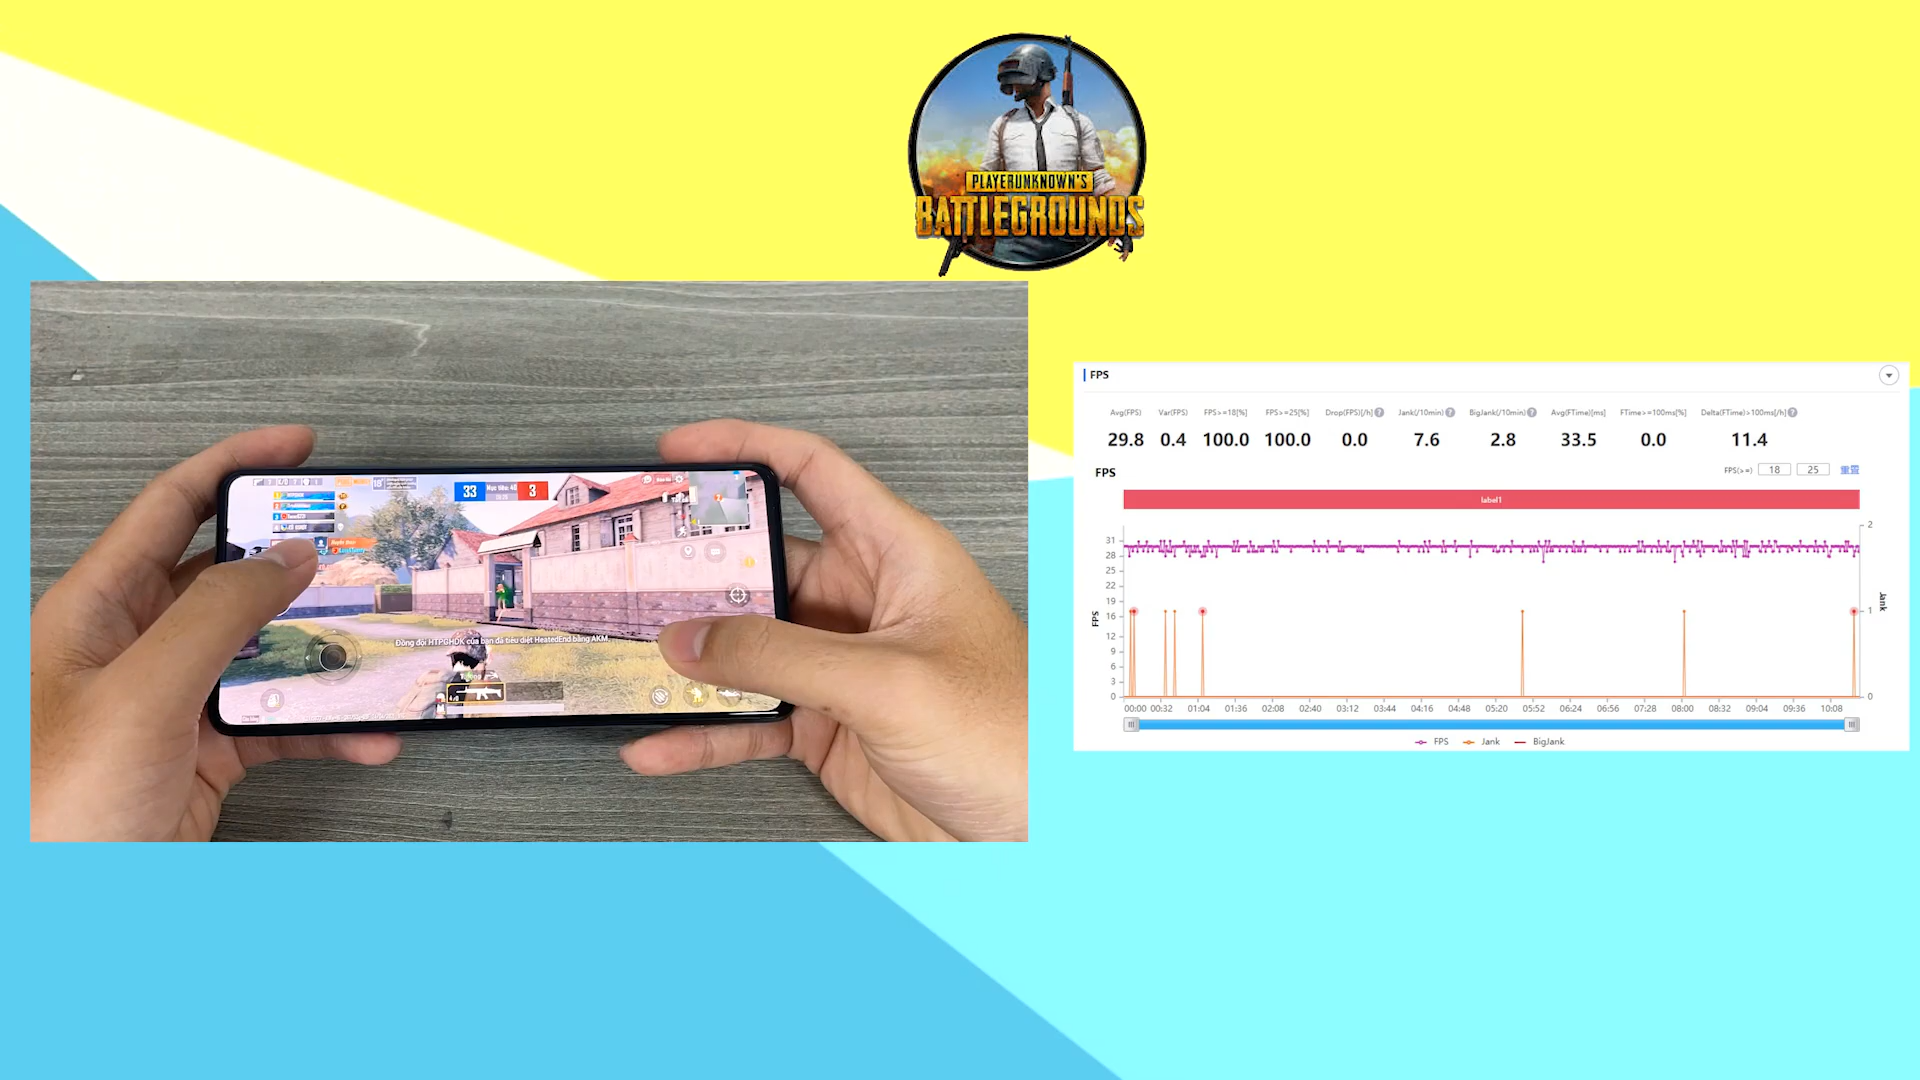 PLAYERUNKNOWN'S
BATTLEGROUNDS
33
Mục tiêu: 40
3
Đồng đội HTPGHDK của bạn đã tiêu diệt HeatedEnd bằng AKM.
FPS
Avg(FPS) Var(FPS) FPS>=18[%] FPS>=25[%] Drop(FPS)[/h] Jank(/10min) BigJank(/10min) Avg(FTime)[ms] FTime>=100ms[%] Delta(FTime)>100ms[/h]
29.8 0.4 100.0 100.0 0.0 7.6 2.8 33.5 0.0 11.4
FPS
FPS(>=) 18 25 重置
label1
31
28
25
22
19
16
12
9
6
3
0
FPS
2
1
0
Jank
00:00 00:32 01:04 01:36 02:08 02:40 03:12 03:44 04:16 04:48 05:20 05:52 06:24 06:56 07:28 08:00 08:32 09:04 09:36 10:08
FPS Jank BigJank